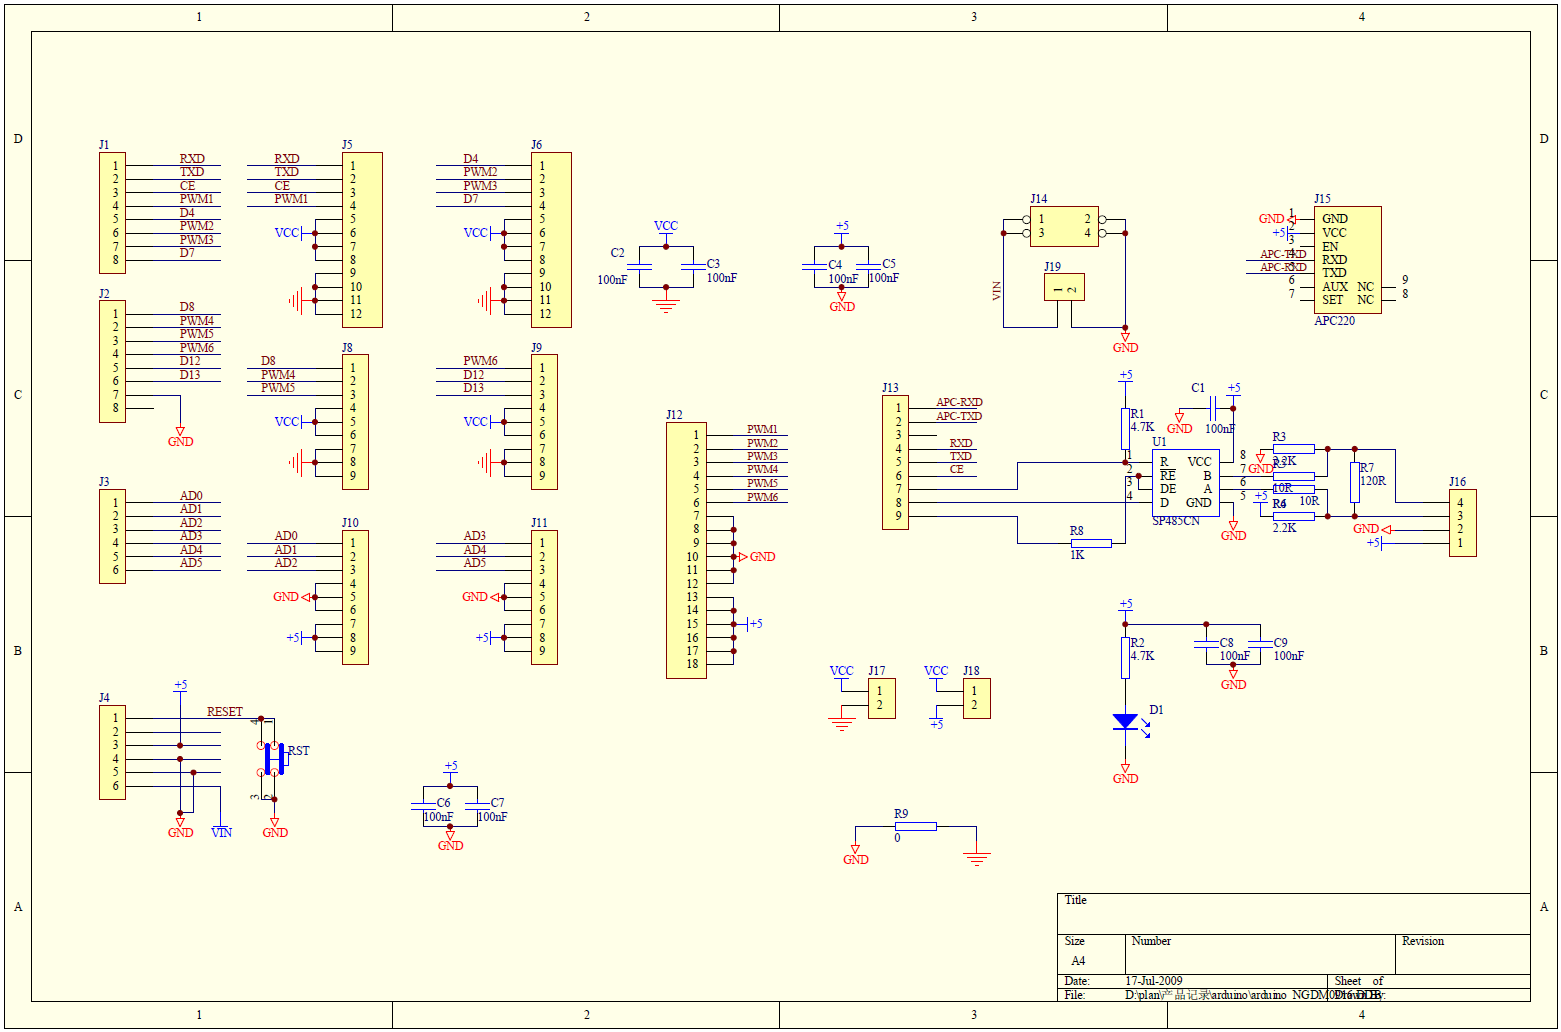 1 2 3 4
D D
C C
B B
A A
1 2 3 4
J1
1 RXD
2 TXD
3 CE
4 PWM1
5 D4
6 PWM2
7 PWM3
8 D7
J5
RXD 1
TXD 2
CE 3
PWM1 4
5
VCC 6
7
8
9
10
11
12
J6
D4 1
PWM2 2
PWM3 3
D7 4
5
VCC 6
7
8
9
10
11
12
VCC
C2
100nF
C3
100nF
+5
C4
100nF
C5
100nF
GND
J14
1 2
3 4
J19
1 2
VIN
GND
J15
GND 1 GND
+5 2 VCC
3 EN
APC-TXD RXD
APC-RXD TXD
6 AUX NC 9
7 SET NC 8
APC220
J2
1 D8
2 PWM4
3 PWM5
4 PWM6
5 D12
6 D13
7
8
GND
J8
D8 1
PWM4 2
PWM5 3
4
VCC 5
6
7
8
9
J9
PWM6 1
D12 2
D13 3
4
VCC 5
6
7
8
9
J12
1 PWM1
2 PWM2
3 PWM3
4 PWM4
5 PWM5
6 PWM6
7
8
9
10 GND
11
12
13
14
15 +5
16
17
18
J13
1 APC-RXD
2 APC-TXD
3
4 RXD
5 TXD
6 CE
7
8
9
+5
R1
4.7K
C1
100nF
+5
GND
U1
1 R VCC 8
2 RE B 7
3 DE A 6
4 D GND 5
SP485CN
GND
R8
1K
R3
2.2K
GND
R5
10R
10R
+5
R4
2.2K
R7
120R
J16
4
3
GND 2
+5 1
J3
1 AD0
2 AD1
3 AD2
4 AD3
5 AD4
6 AD5
J10
AD0 1
AD1 2
AD2 3
4
GND 5
6
7
+5 8
9
J11
AD3 1
AD4 2
AD5 3
4
GND 5
6
7
+5 8
9
J4
+5
1 RESET
2
3
4
5
6
GND VIN
4 1
RST
3 2
GND
+5
C6
100nF
C7
100nF
GND
VCC J17
1
2
VCC J18
1
2
+5
+5
R2
4.7K
D1
GND
C8
100nF
C9
100nF
GND
R9
0
GND
Title
Size Number Revision
A4
Date: 17-Jul-2009 Sheet of
File: D:\plan\产品记录\arduino\arduino